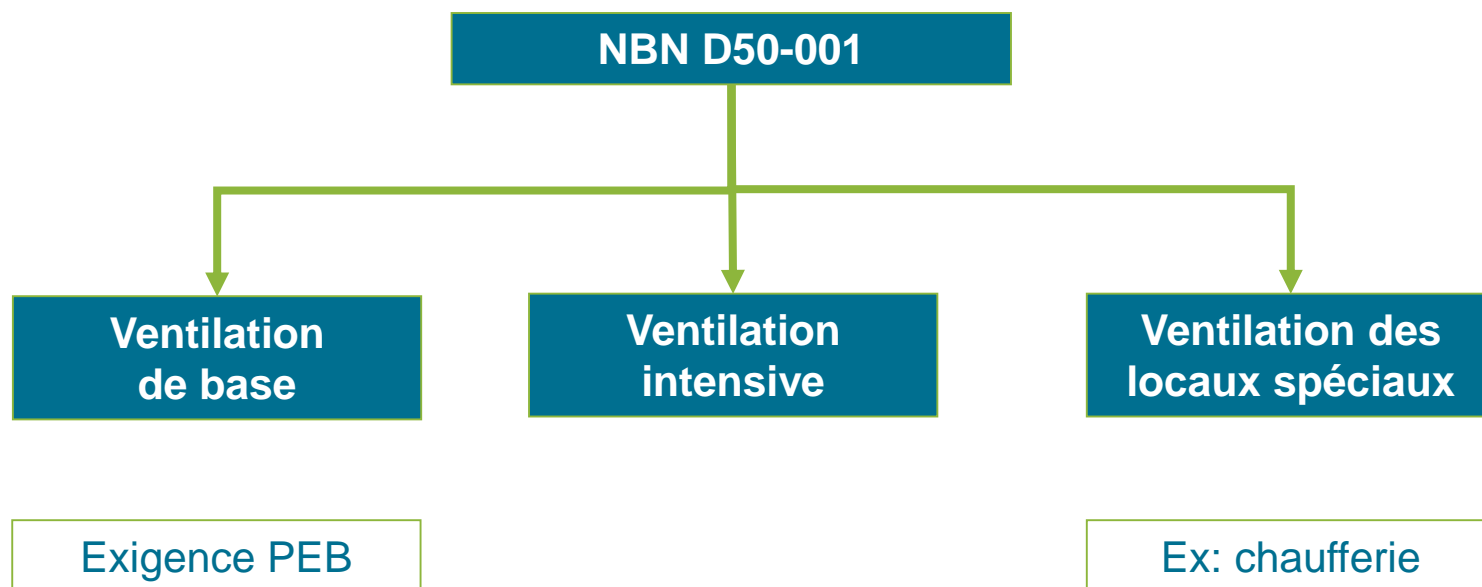 NBN D50-001
Ventilation
de base
Ventilation
intensive
Ventilation des
locaux spéciaux
Exigence PEB
Ex: chaufferie